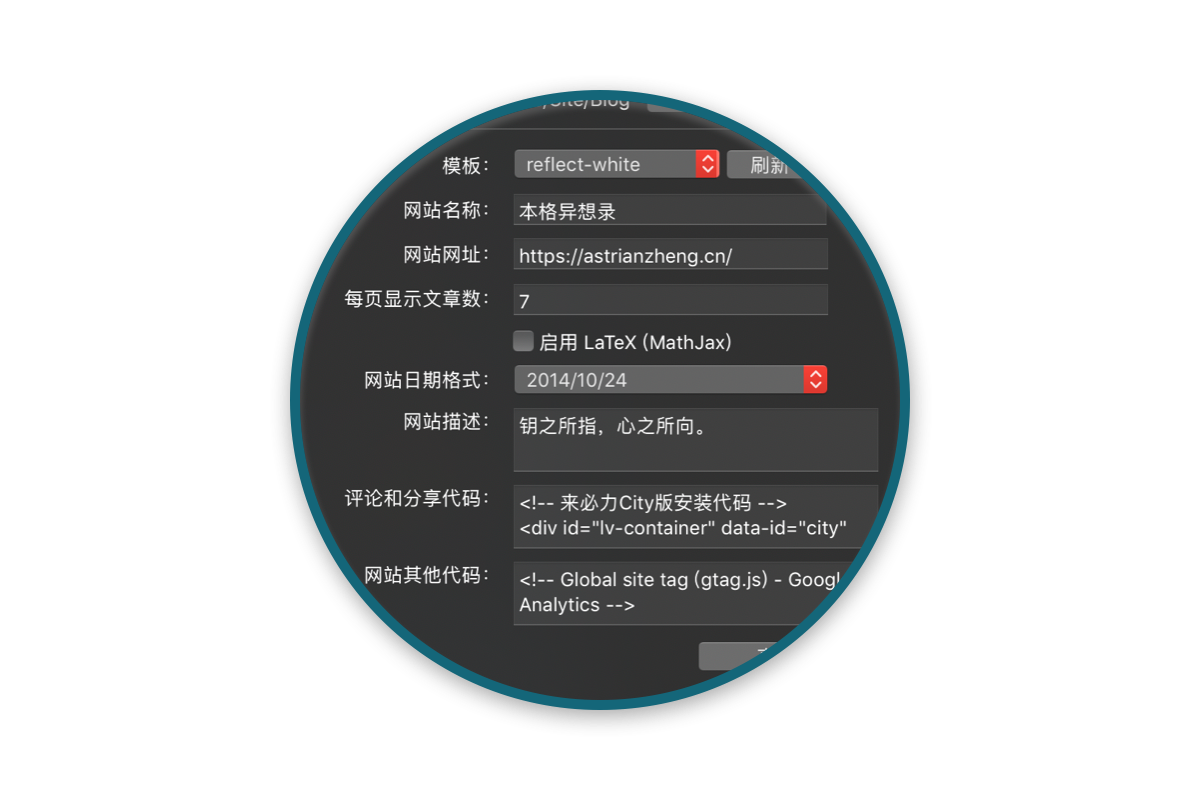 /Site/Blog
模板： reflect-white 刷新
网站名称： 本格异想录
网站网址： https://astrianzheng.cn/
每页显示文章数： 7
启用 LaTeX (MathJax)
网站日期格式： 2014/10/24
网站描述： 钥之所指，心之所向。
评论和分享代码： <!-- 来必力City版安装代码 -->
<div id="lv-container" data-id="city"
网站其他代码： <!-- Global site tag (gtag.js) - Googl
Analytics -->